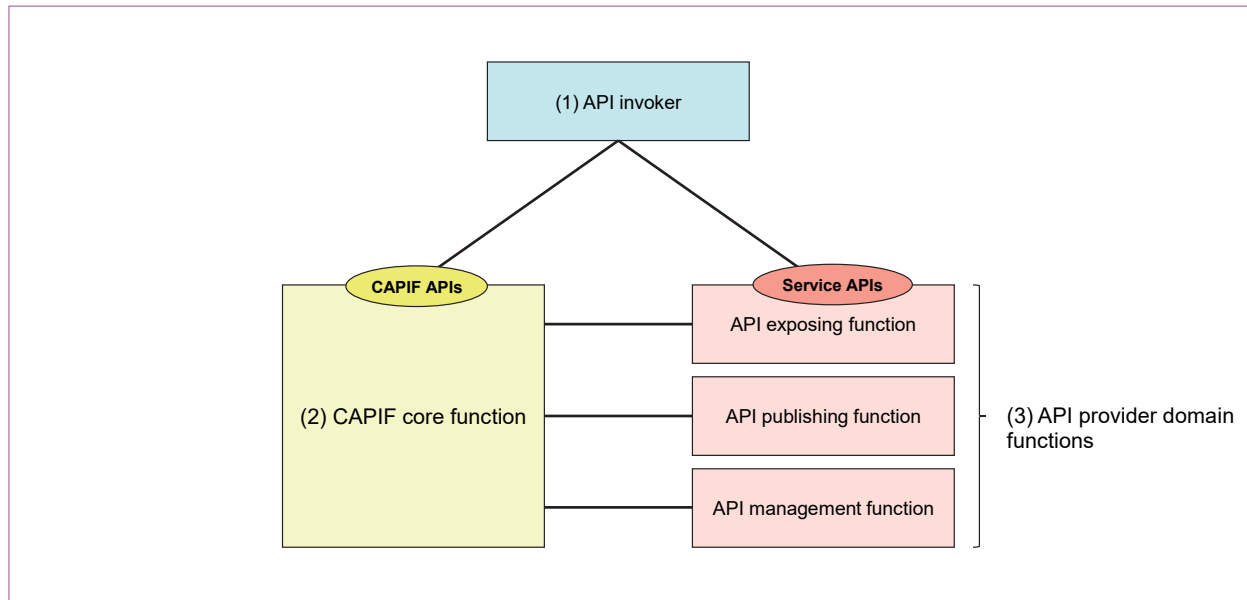 (1) API invoker
CAPIF APIs
Service APIs
API exposing function
(2) CAPIF core function
API publishing function
(3) API provider domain
functions
API management function